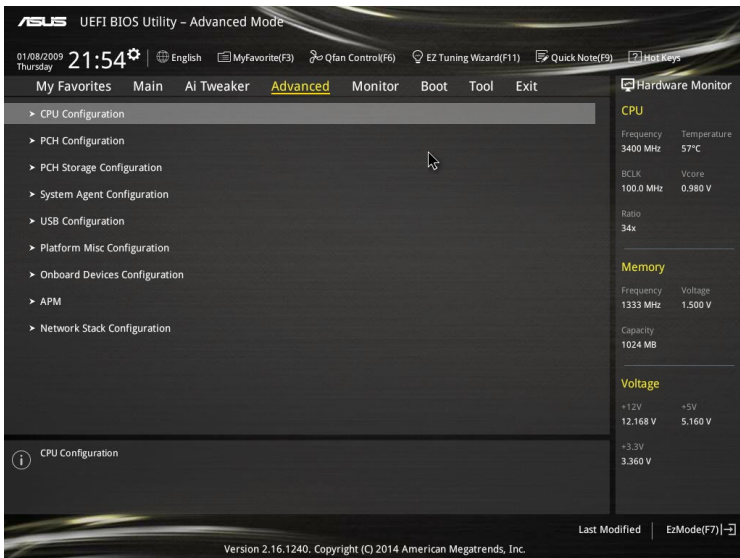 ASUS UEFI BIOS Utility – Advanced Mode
01/08/2009
Thursday
21:54
English
MyFavorite(F3)
Qfan Control(F6)
EZ Tuning Wizard(F11)
Quick Note(F9)
? Hot Keys
My Favorites
Main
Ai Tweaker
Advanced
Monitor
Boot
Tool
Exit
> CPU Configuration
> PCH Configuration
> PCH Storage Configuration
> System Agent Configuration
> USB Configuration
> Platform Misc Configuration
> Onboard Devices Configuration
> APM
> Network Stack Configuration
i CPU Configuration
Hardware Monitor
CPU
Frequency Temperature
3400 MHz 57°C
BCLK Vcore
100.0 MHz 0.980 V
Ratio
34x
Memory
Frequency Voltage
1333 MHz 1.500 V
Capacity
1024 MB
Voltage
+12V +5V
12.168 V 5.160 V
+3.3V
3.360 V
Last Modified
EzMode(F7)
Version 2.16.1240. Copyright (C) 2014 American Megatrends, Inc.